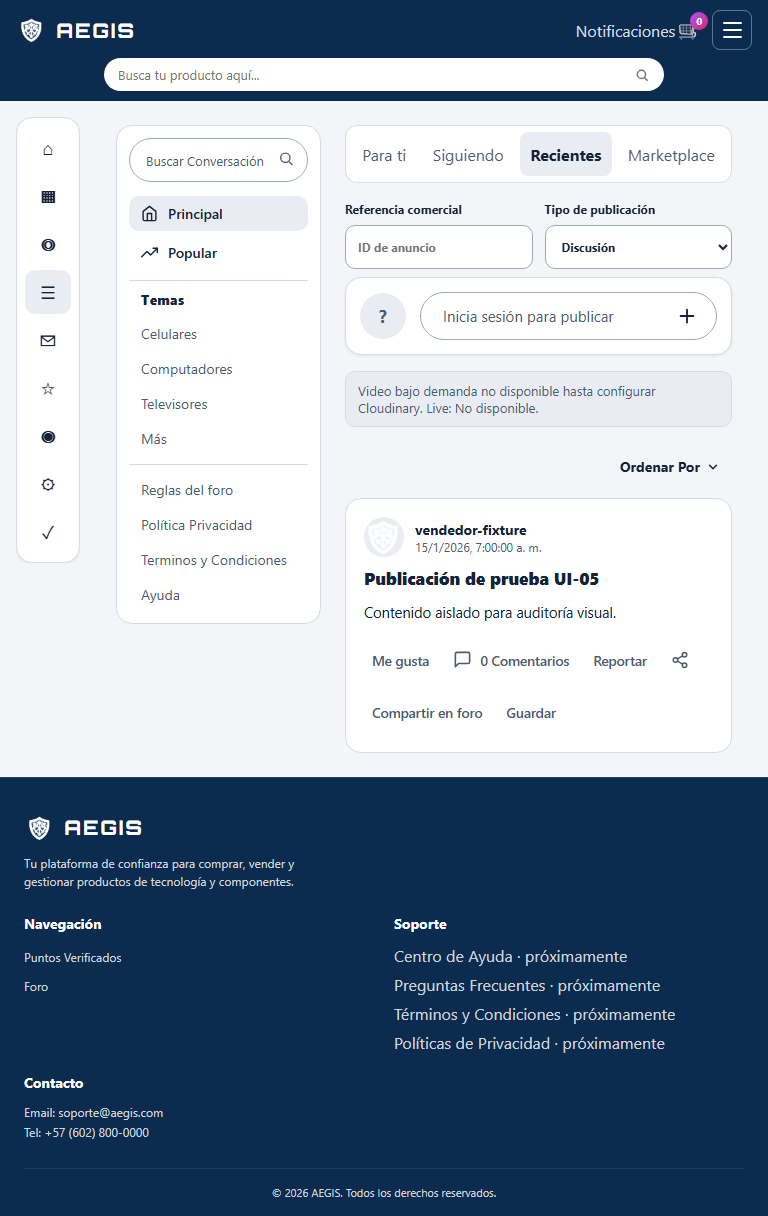 AEGIS
Notificaciones
0
Busca tu producto aquí...
Buscar Conversación
Principal
Popular
Temas
Celulares
Computadores
Televisores
Más
Reglas del foro
Política Privacidad
Terminos y Condiciones
Ayuda
Para ti
Siguiendo
Recientes
Marketplace
Referencia comercial
Tipo de publicación
ID de anuncio
Discusión
?
Inicia sesión para publicar
Video bajo demanda no disponible hasta configurar
Cloudinary. Live: No disponible.
Ordenar Por
vendedor-fixture
15/1/2026, 7:00:00 a. m.
Publicación de prueba UI-05
Contenido aislado para auditoría visual.
Me gusta
0 Comentarios
Reportar
Compartir en foro
Guardar
AEGIS
Tu plataforma de confianza para comprar, vender y
gestionar productos de tecnología y componentes.
Navegación
Puntos Verificados
Foro
Soporte
Centro de Ayuda · próximamente
Preguntas Frecuentes · próximamente
Términos y Condiciones · próximamente
Políticas de Privacidad · próximamente
Contacto
Email: soporte@aegis.com
Tel: +57 (602) 800-0000
© 2026 AEGIS. Todos los derechos reservados.